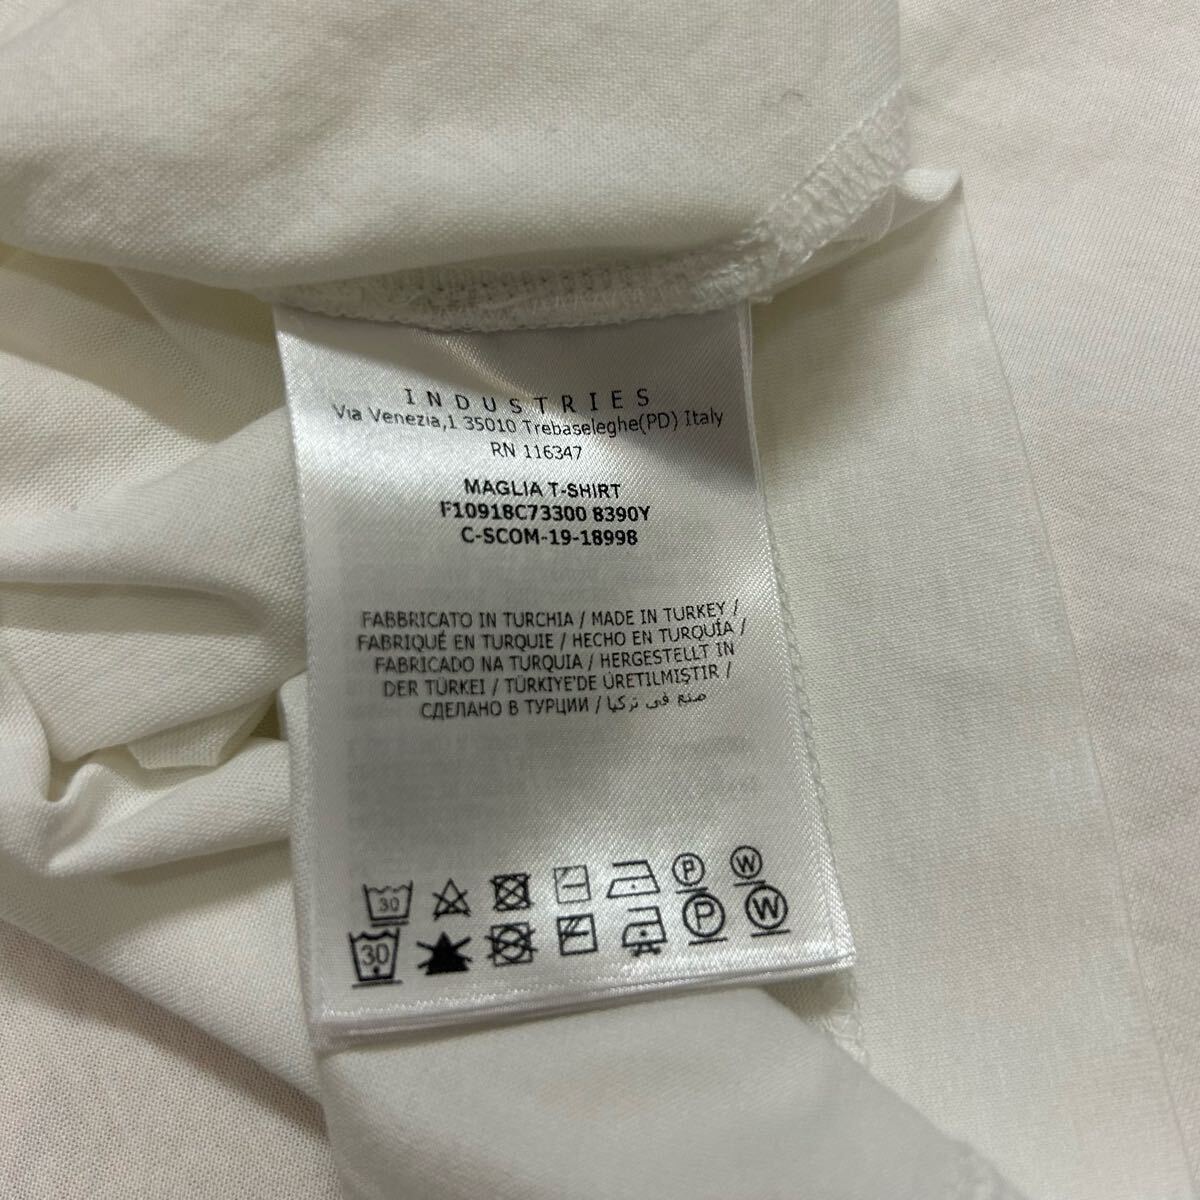 INDUSTRIES
Via Venezia,1 35010 Trebaseleghe(PD) Italy
RN 116347
MAGLIA T-SHIRT
F10918C73300 8390Y
C-SCOM-19-18998
FABBRICATO IN TURCHIA / MADE IN TURKEY /
FABRIQUÉ EN TURQUIE / HECHO EN TURQUÍA /
FABRICADO NA TURQUIA / HERGESTELLT IN
DER TÜRKEI / TÜRKIYE'DE ÜRETILMIŞTIR /
СДЕЛАНО В ТУРЦИИ / صنع في تركيا
30 P W
30 P W